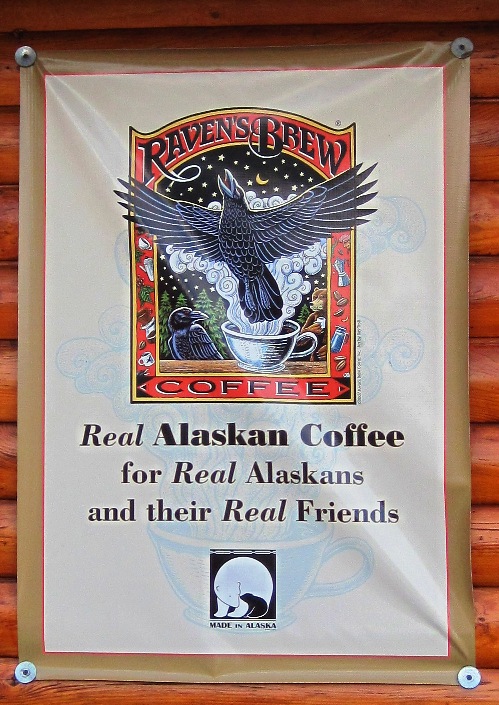 RAVEN'S BREW®
COFFEE
Real Alaskan Coffee
for Real Alaskans
and their Real Friends
MADE IN ALASKA